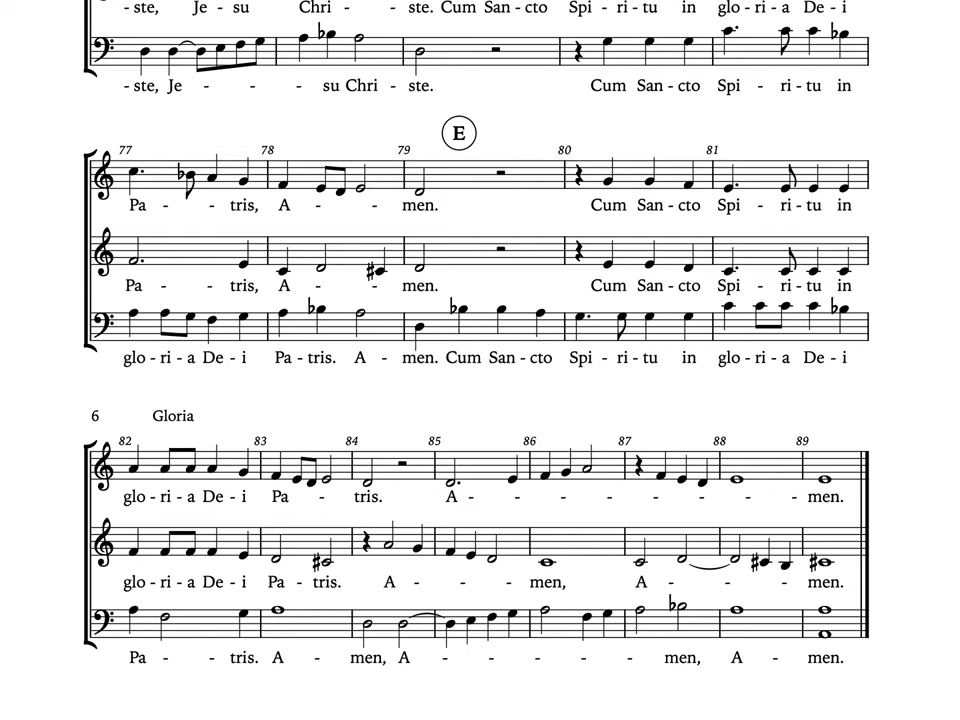 - ste, Je - su Chri - ste. Cum San - cto Spi - ri - tu in glo - ri - a De - i
- ste, Je - - - su Chri - ste. Cum San - cto Spi - ri - tu in
E
77 78 79 80 81
Pa - - tris, A - - men. Cum San - cto Spi - ri - tu in
Pa - - tris, A - - men. Cum San - cto Spi - ri - tu in
glo - ri - a De - i Pa - tris. A - men. Cum San - cto Spi - ri - tu in glo - ri - a De - i
6 Gloria
82 83 84 85 86 87 88 89
glo - ri - a De - i Pa - tris. A - - - - - - - - - men.
glo - ri - a De - i Pa - tris. A - - - men, A - - - - men.
Pa - - tris. A - men, A - - - - - - men, A - men.